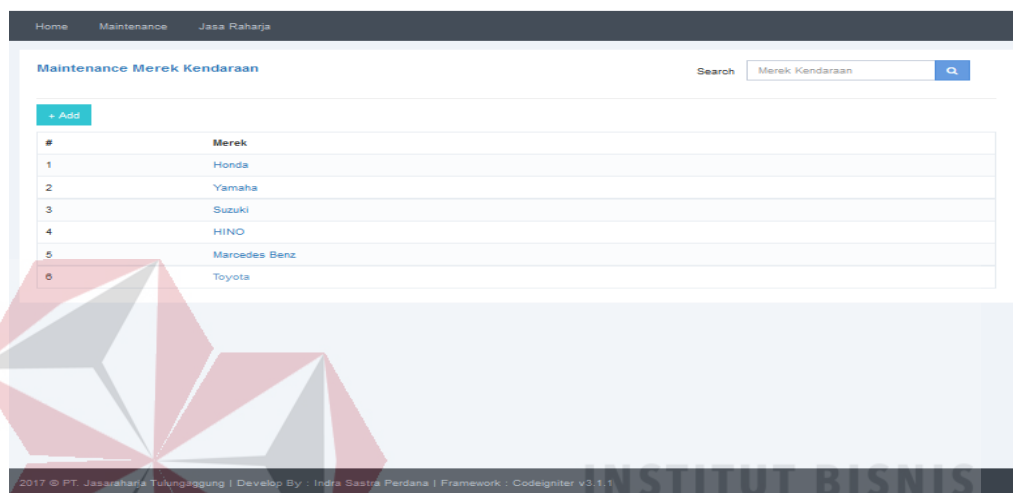 Home Maintenance Jasa Raharja
Maintenance Merek Kendaraan
Search Merek Kendaraan
+ Add
# Merek
1 Honda
2 Yamaha
3 Suzuki
4 HINO
5 Marcedes Benz
6 Toyota
INSTITUT BISNIS
2017 © PT. Jasaraharja Tulungaggung | Develop By : Indra Sastra Perdana | Framework : Codeigniter v3.1.1